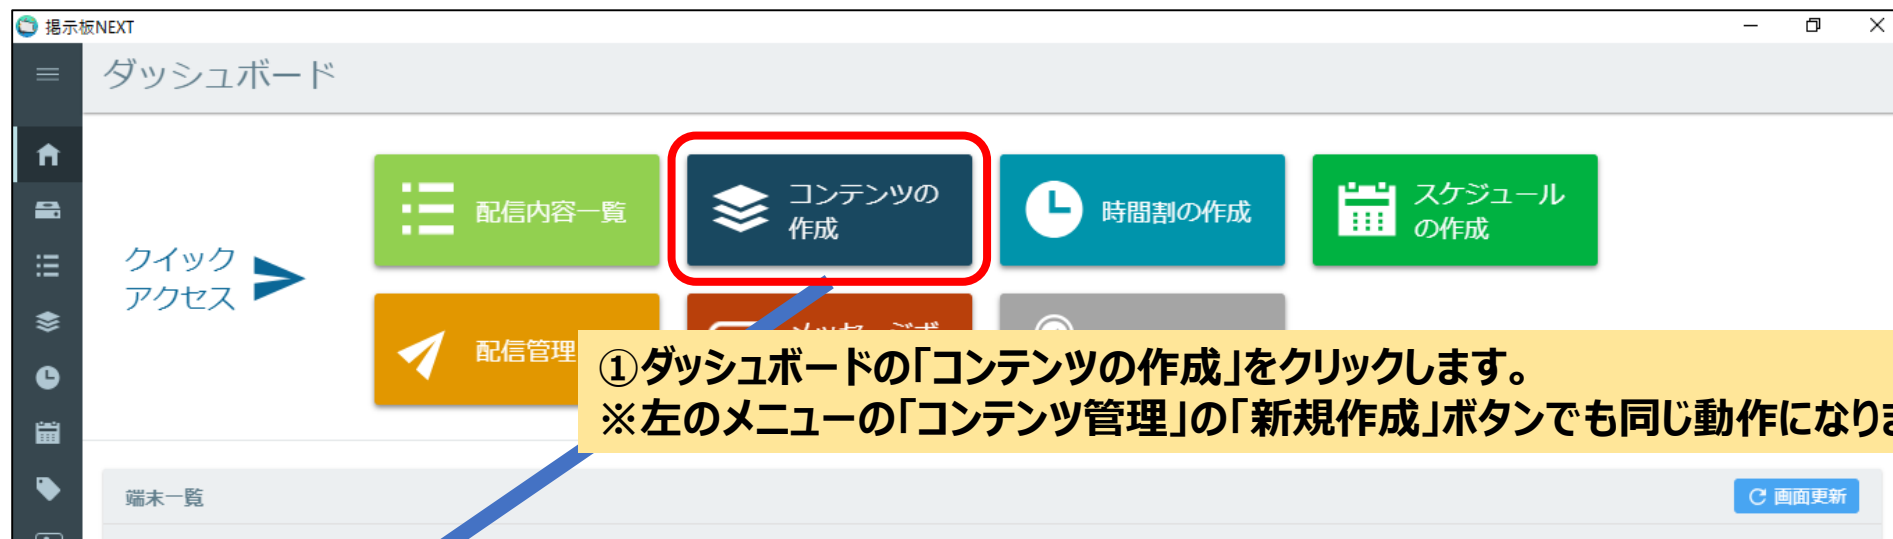 掲示板NEXT
ダッシュボード
クイック
アクセス
配信内容一覧
コンテンツの
作成
時間割の作成
スケジュール
の作成
配信管理
①ダッシュボードの「コンテンツの作成」をクリックします。
※左のメニューの「コンテンツ管理」の「新規作成」ボタンでも同じ動作になりま
端末一覧
画面更新